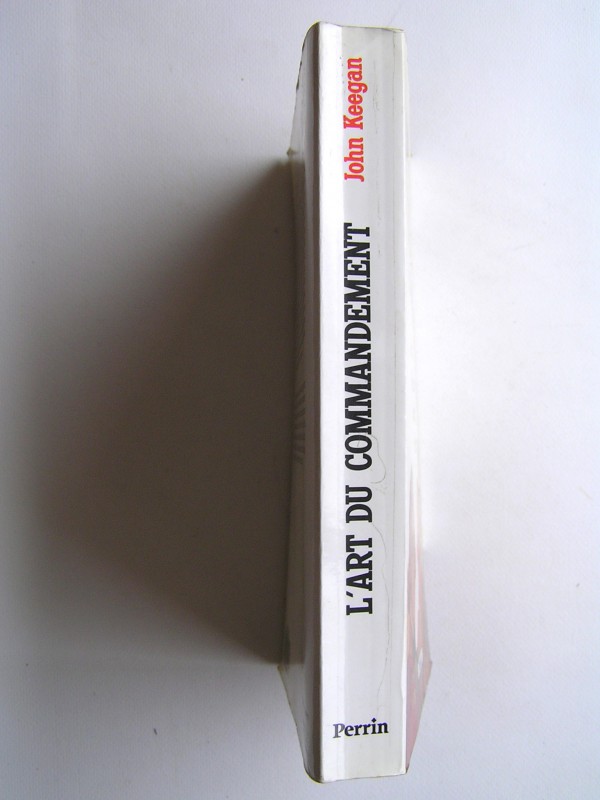 John Keegan
L'ART DU COMMANDEMENT
Perrin